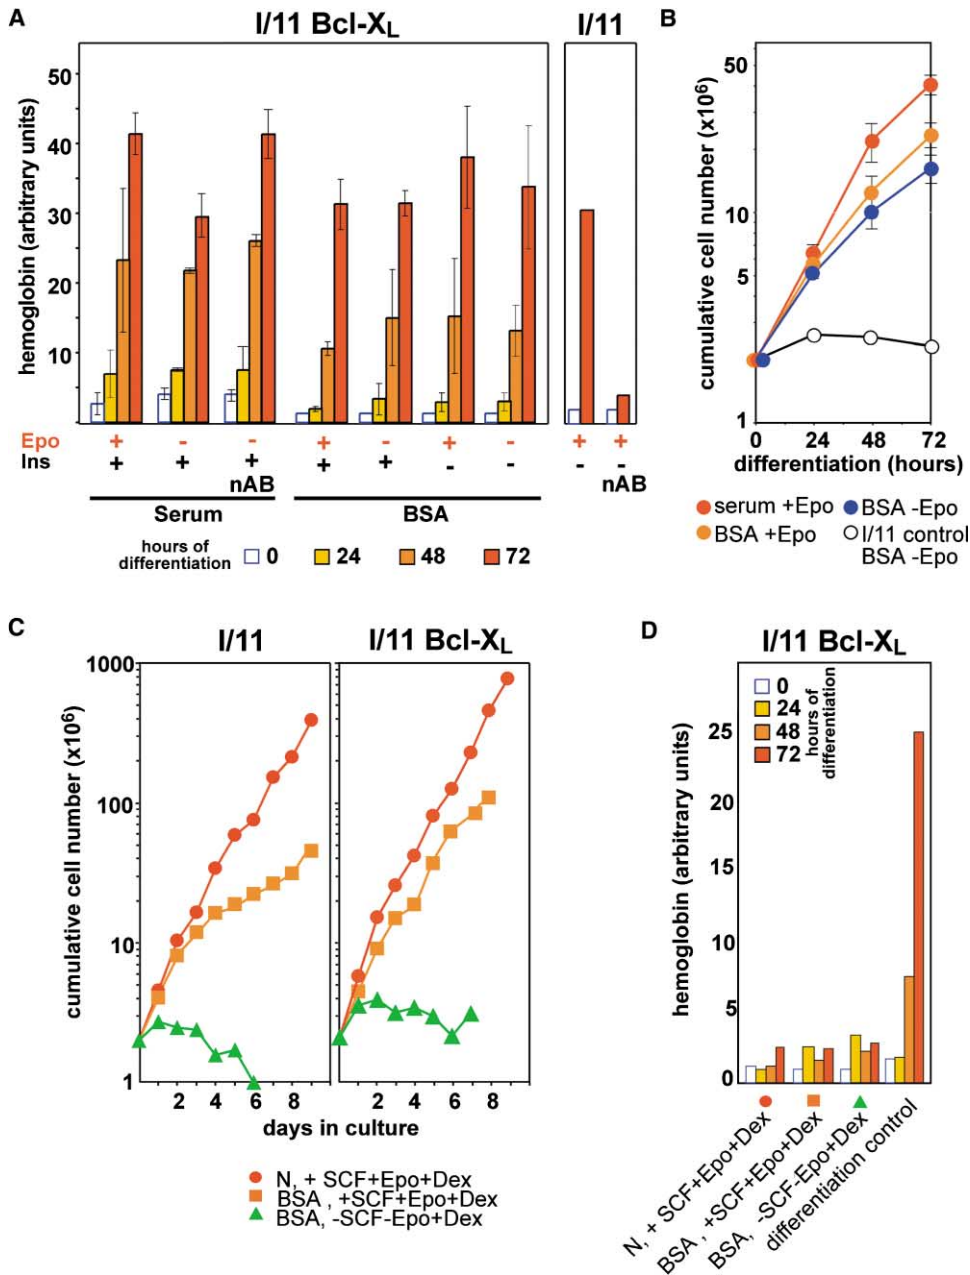 A
I/11 Bcl-XL
I/11
hemoglobin (arbitrary units)
50
40
30
20
10
Epo + - - + - + - + +
Ins + + + + + - - - -
nAB nAB
Serum BSA
hours of differentiation 0 24 48 72
B
cumulative cell number (x10⁶)
50
10
5
1
0 24 48 72
differentiation (hours)
serum +Epo BSA -Epo
BSA +Epo I/11 control
BSA -Epo
C
I/11 I/11 Bcl-XL
cumulative cell number (x10⁶)
1000
100
10
1
2 4 6 8 2 4 6 8
days in culture
N, + SCF+Epo+Dex
BSA , +SCF+Epo+Dex
BSA, -SCF-Epo+Dex
D
I/11 Bcl-XL
0
24
48
72
hours of
differentiation
hemoglobin (arbitrary units)
25
20
15
10
5
0
N, + SCF+Epo+Dex
BSA , +SCF+Epo+Dex
BSA, -SCF-Epo+Dex
differentiation control